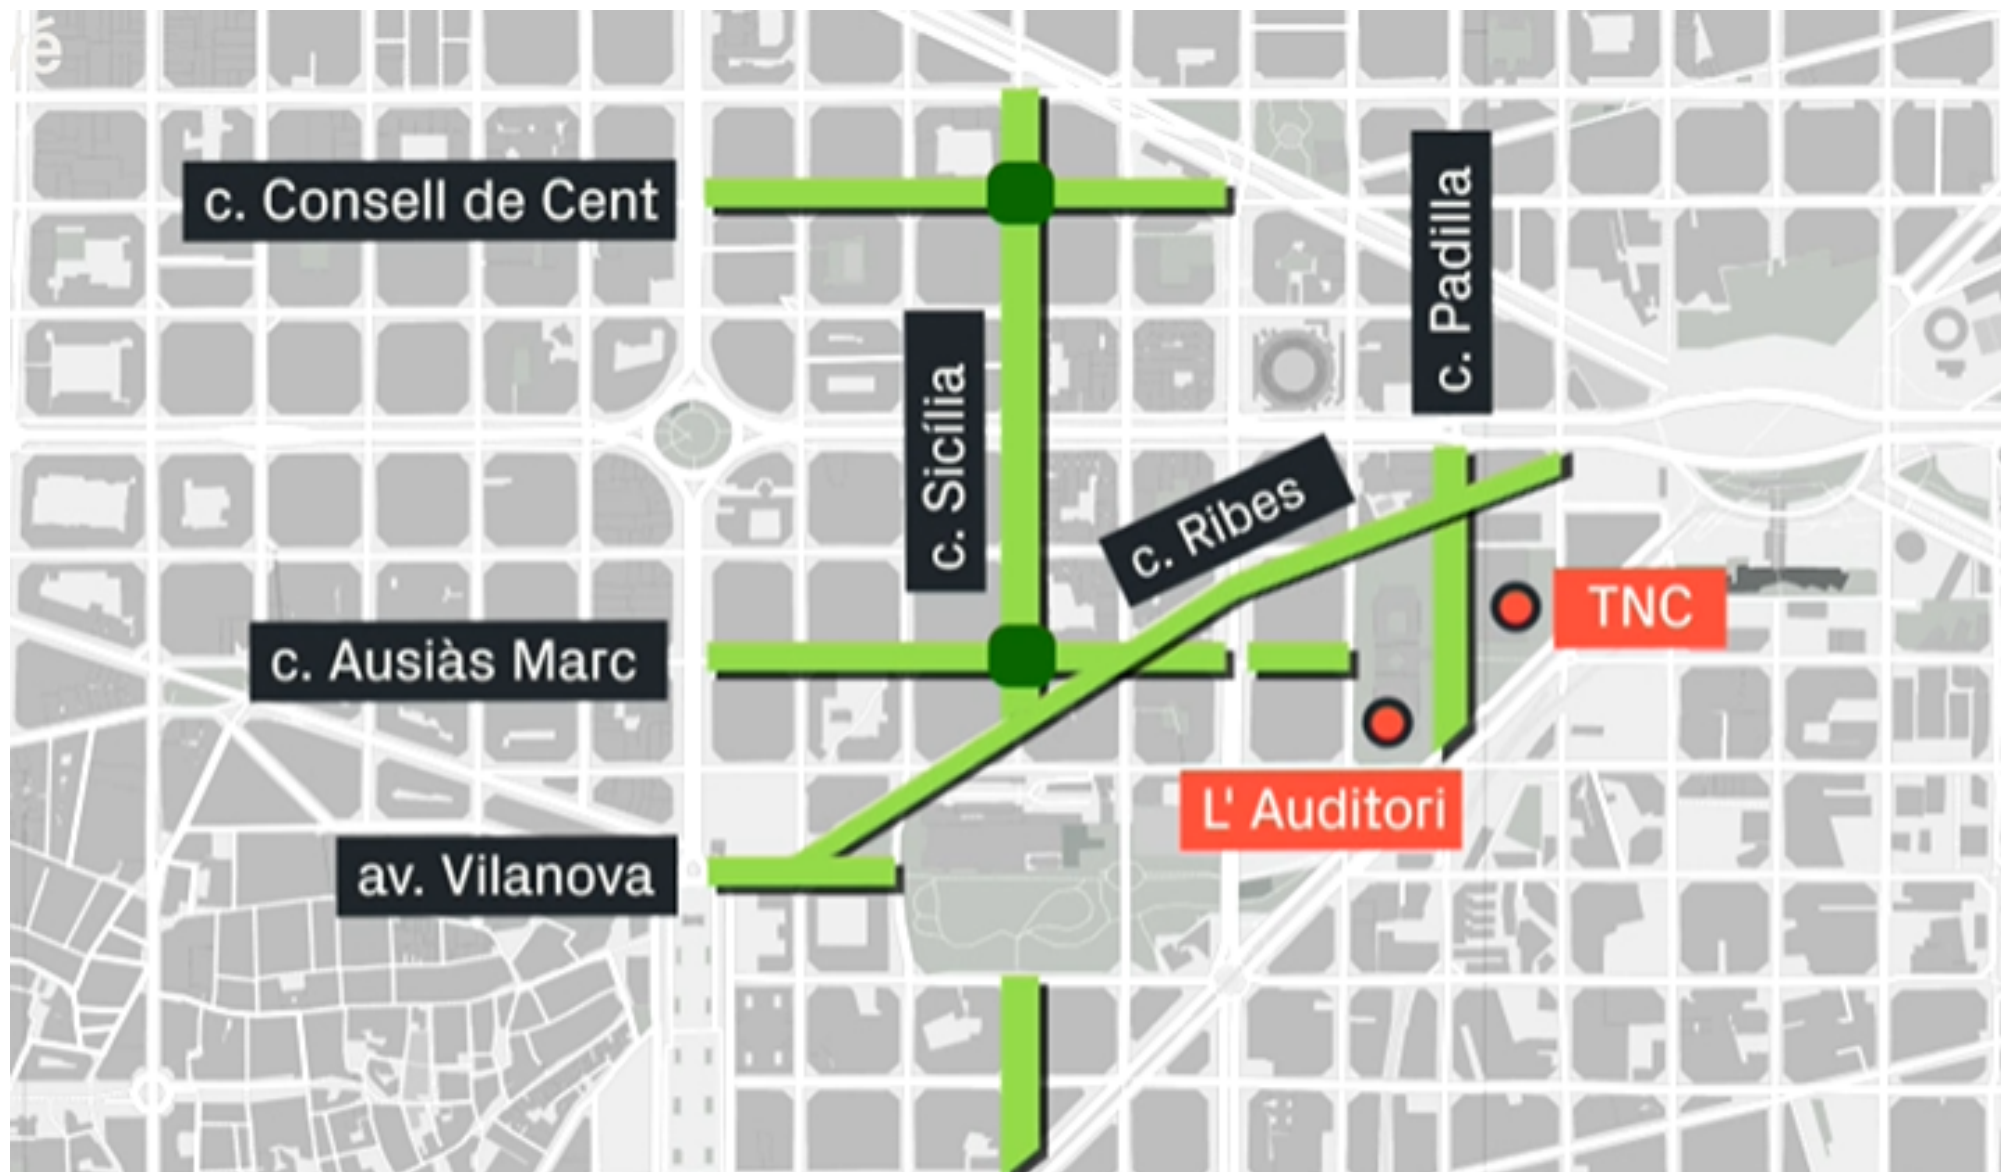 é
c. Consell de Cent
c. Padilla
c. Sicília
c. Ribes
TNC
c. Ausiàs Marc
L' Auditori
av. Vilanova